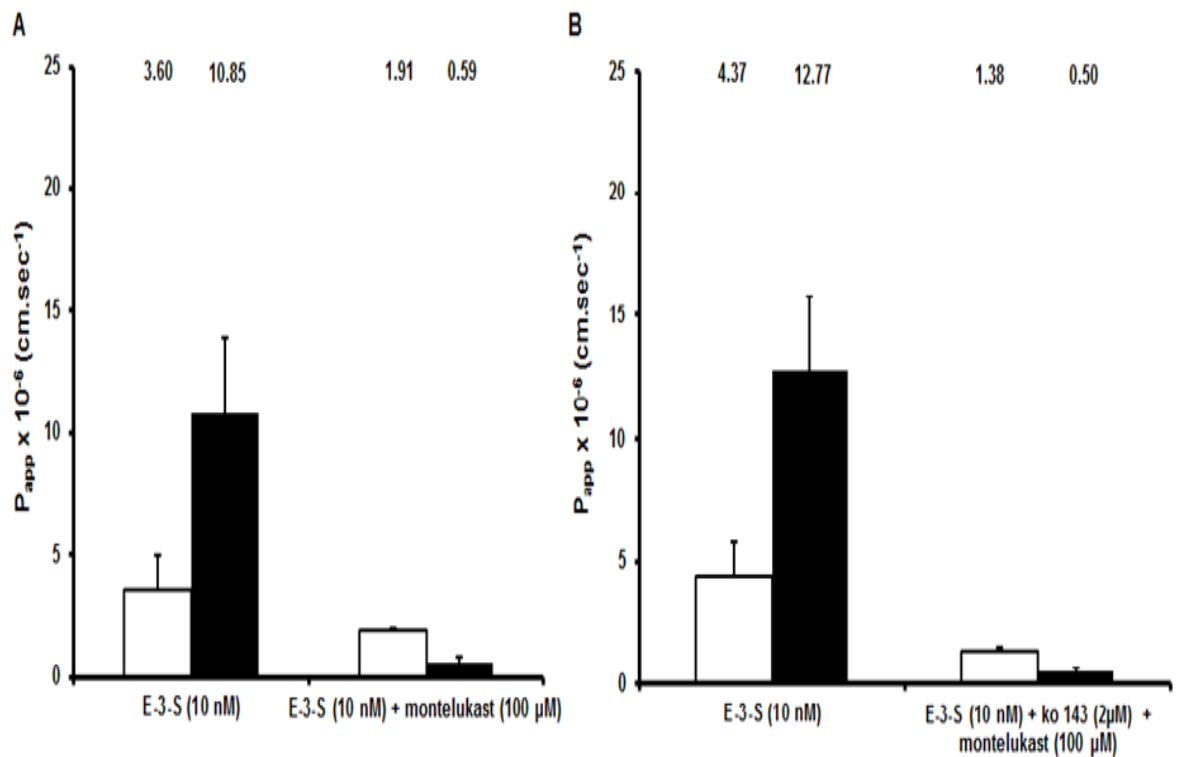 A
25
20
15
10
5
0
3.60 10.85 1.91 0.59
Papp x 10⁻⁶ (cm.sec⁻¹)
E-3-S (10 nM)
E-3-S (10 nM) + montelukast (100 µM)
B
25
20
15
10
5
0
4.37 12.77 1.38 0.50
Papp x 10⁻⁶ (cm.sec⁻¹)
E-3-S (10 nM)
E-3-S (10 nM) + ko 143 (2µM) +
montelukast (100 µM)